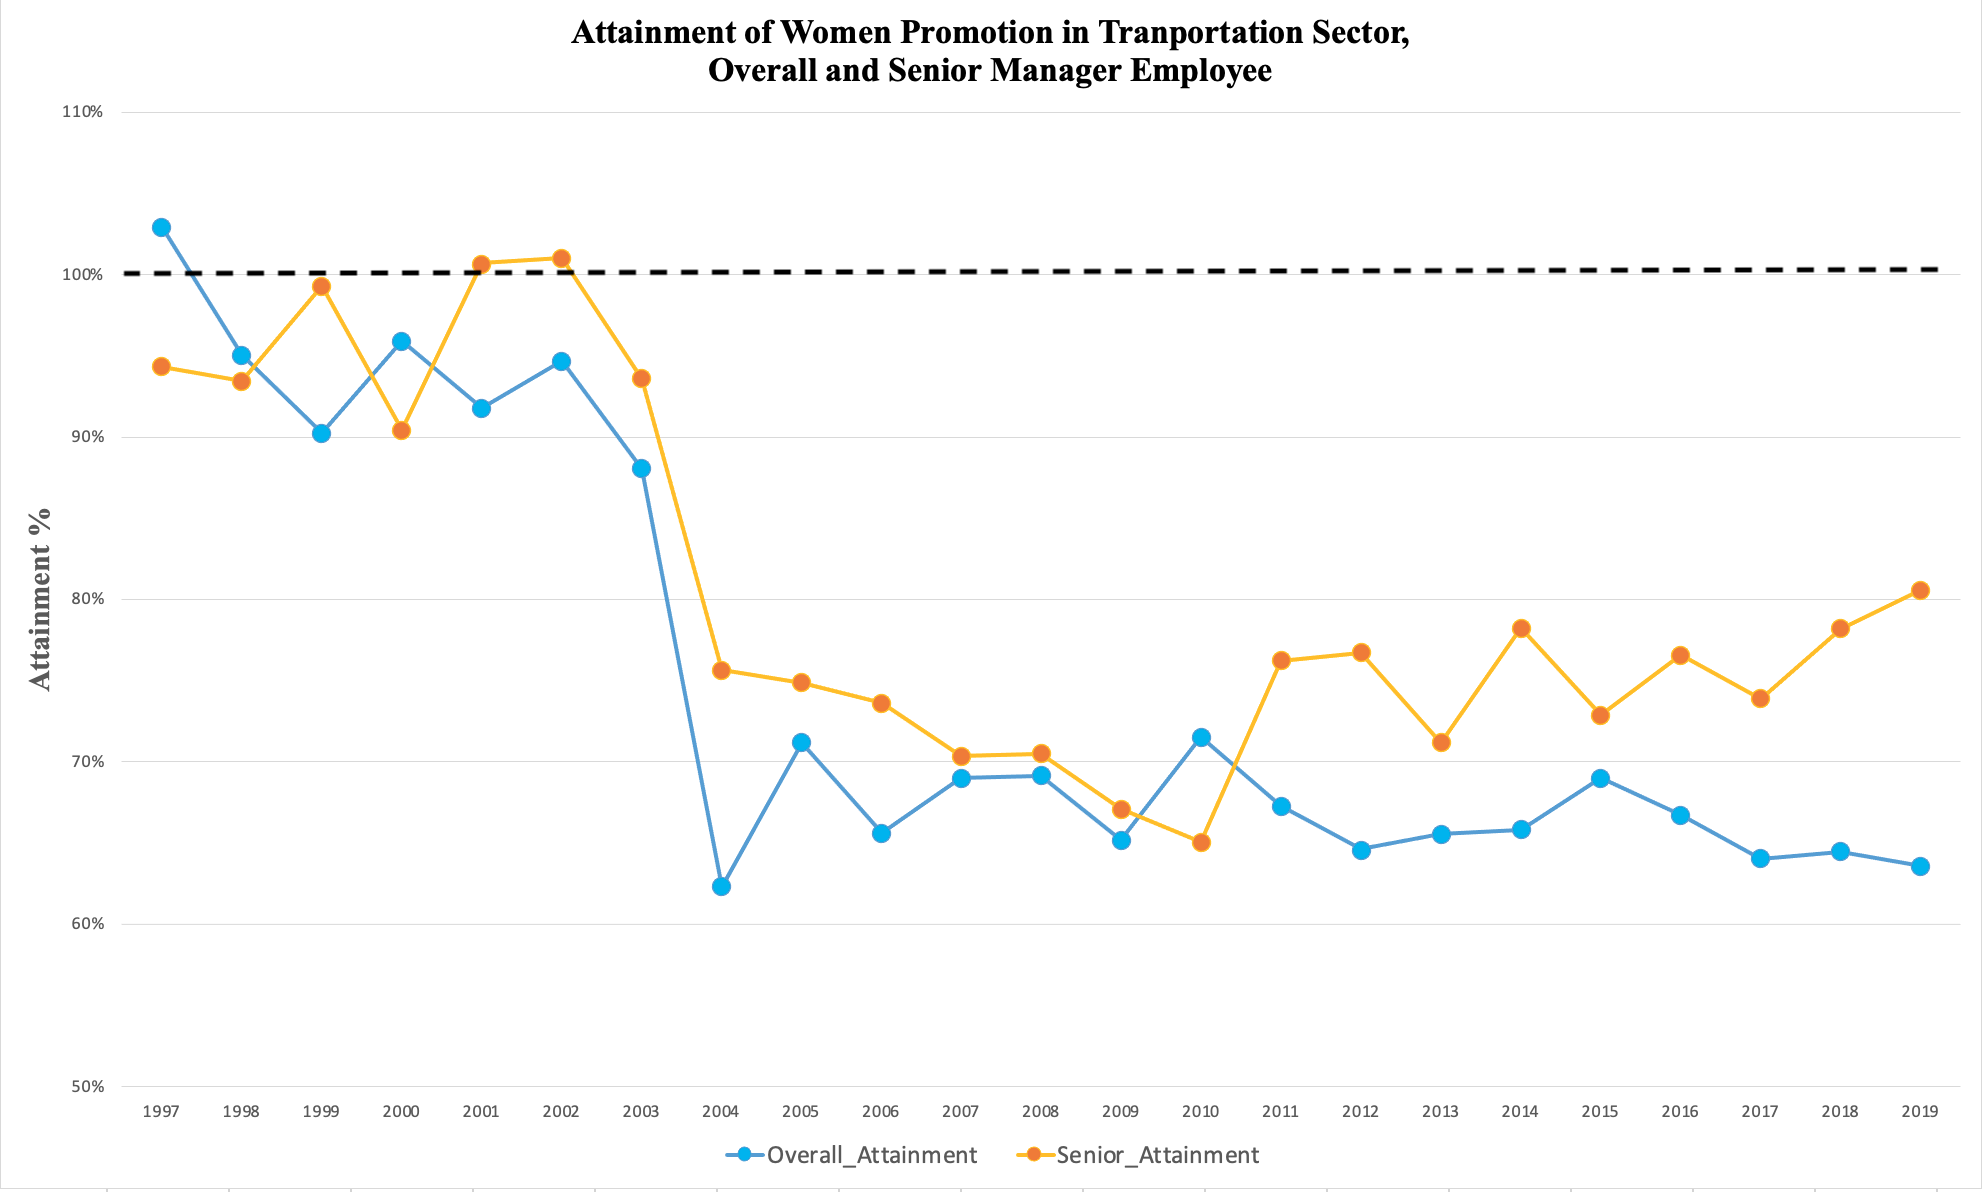 Attainment of Women Promotion in Tranportation Sector,
Overall and Senior Manager Employee
110%
100%
90%
80%
70%
60%
50%
Attainment %
1997 1998 1999 2000 2001 2002 2003 2004 2005 2006 2007 2008 2009 2010 2011 2012 2013 2014 2015 2016 2017 2018 2019
Overall_Attainment Senior_Attainment